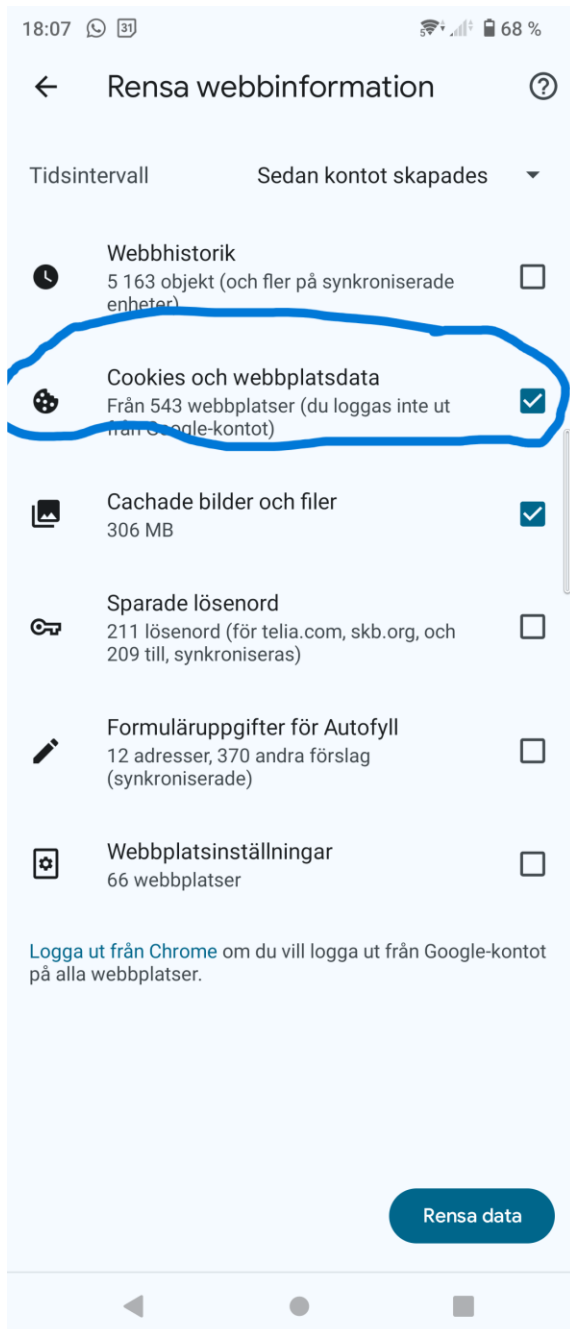 18:07 31 5 68 %
Rensa webbinformation
Tidsintervall Sedan kontot skapades
Webbhistorik
5 163 objekt (och fler på synkroniserade
enheter)
Cookies och webbplatsdata
Från 543 webbplatser (du loggas inte ut
från Google-kontot)
Cachade bilder och filer
306 MB
Sparade lösenord
211 lösenord (för telia.com, skb.org, och
209 till, synkroniseras)
Formuläruppgifter för Autofyll
12 adresser, 370 andra förslag
(synkroniserade)
Webbplatsinställningar
66 webbplatser
Logga ut från Chrome om du vill logga ut från Google-kontot
på alla webbplatser.
Rensa data